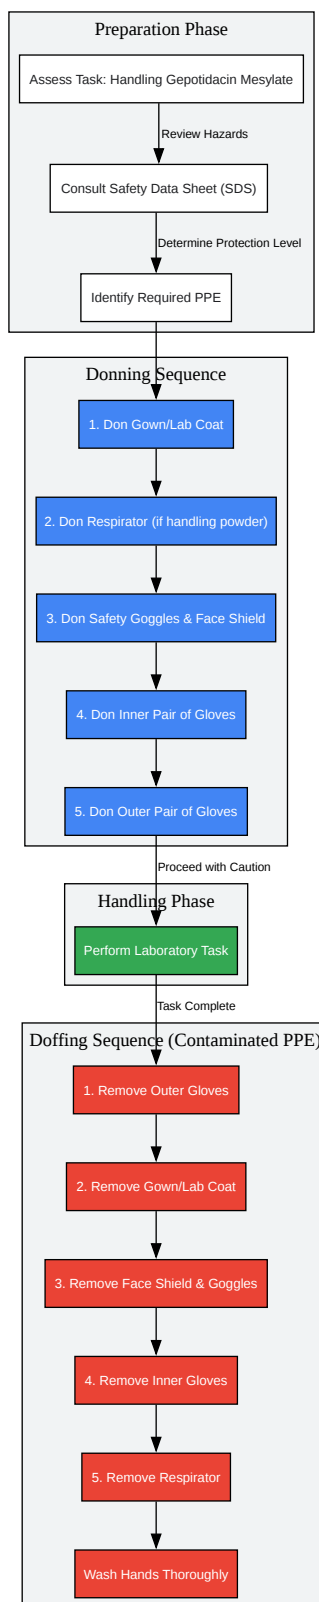 Preparation Phase
Assess Task: Handling Gepotidacin Mesylate
Review Hazards
Consult Safety Data Sheet (SDS)
Determine Protection Level
Identify Required PPE
Donning Sequence
1. Don Gown/Lab Coat
2. Don Respirator (if handling powder)
3. Don Safety Goggles & Face Shield
4. Don Inner Pair of Gloves
5. Don Outer Pair of Gloves
Proceed with Caution
Handling Phase
Perform Laboratory Task
Task Complete
Doffing Sequence (Contaminated PPE)
1. Remove Outer Gloves
2. Remove Gown/Lab Coat
3. Remove Face Shield & Goggles
4. Remove Inner Gloves
5. Remove Respirator
Wash Hands Thoroughly